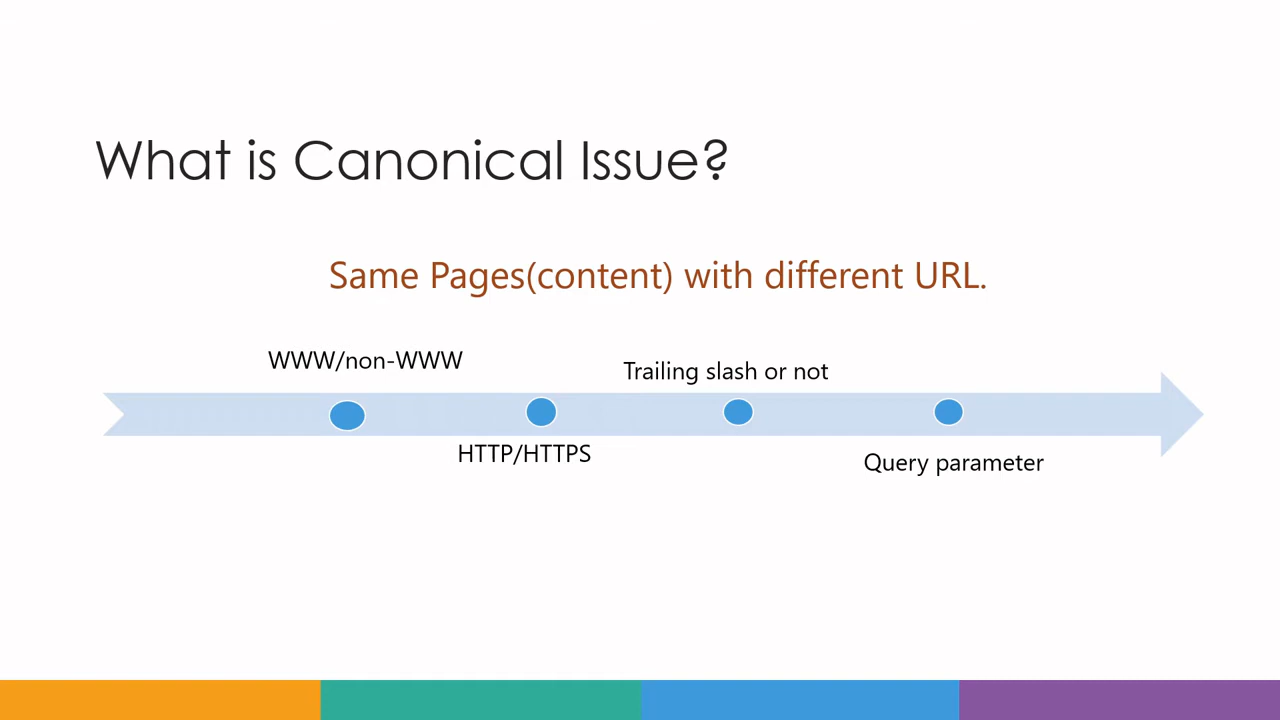 What is Canonical Issue?
Same Pages(content) with different URL.
WWW/non-WWW
HTTP/HTTPS
Trailing slash or not
Query parameter